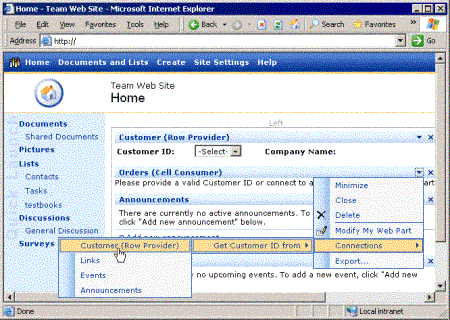 Home - Team Web Site - Microsoft Internet Explorer
File Edit View Favorites Tools Help Back Search Favorites
Address http:// Go
Home Documents and Lists Create Site Settings Help
Team Web Site
Home
Left
Documents
Shared Documents
Pictures
Lists
Contacts
Tasks
testbooks
Discussions
General Discussion
Surveys
Customer (Row Provider)
Customer ID: -Select- Company Name:
Orders (Cell Consumer)
Please provide a valid Customer ID or connect to a
art
Announcements
There are currently no active announcements. To
click "Add new announcement" below.
Add new announcement
no upcoming events. To add a new event, click "Add new
Minimize
Close
Delete
Modify My Web Part
Connections
Export...
Get Customer ID from
Customer (Row Provider)
Links
Events
Announcements
Done Local intranet